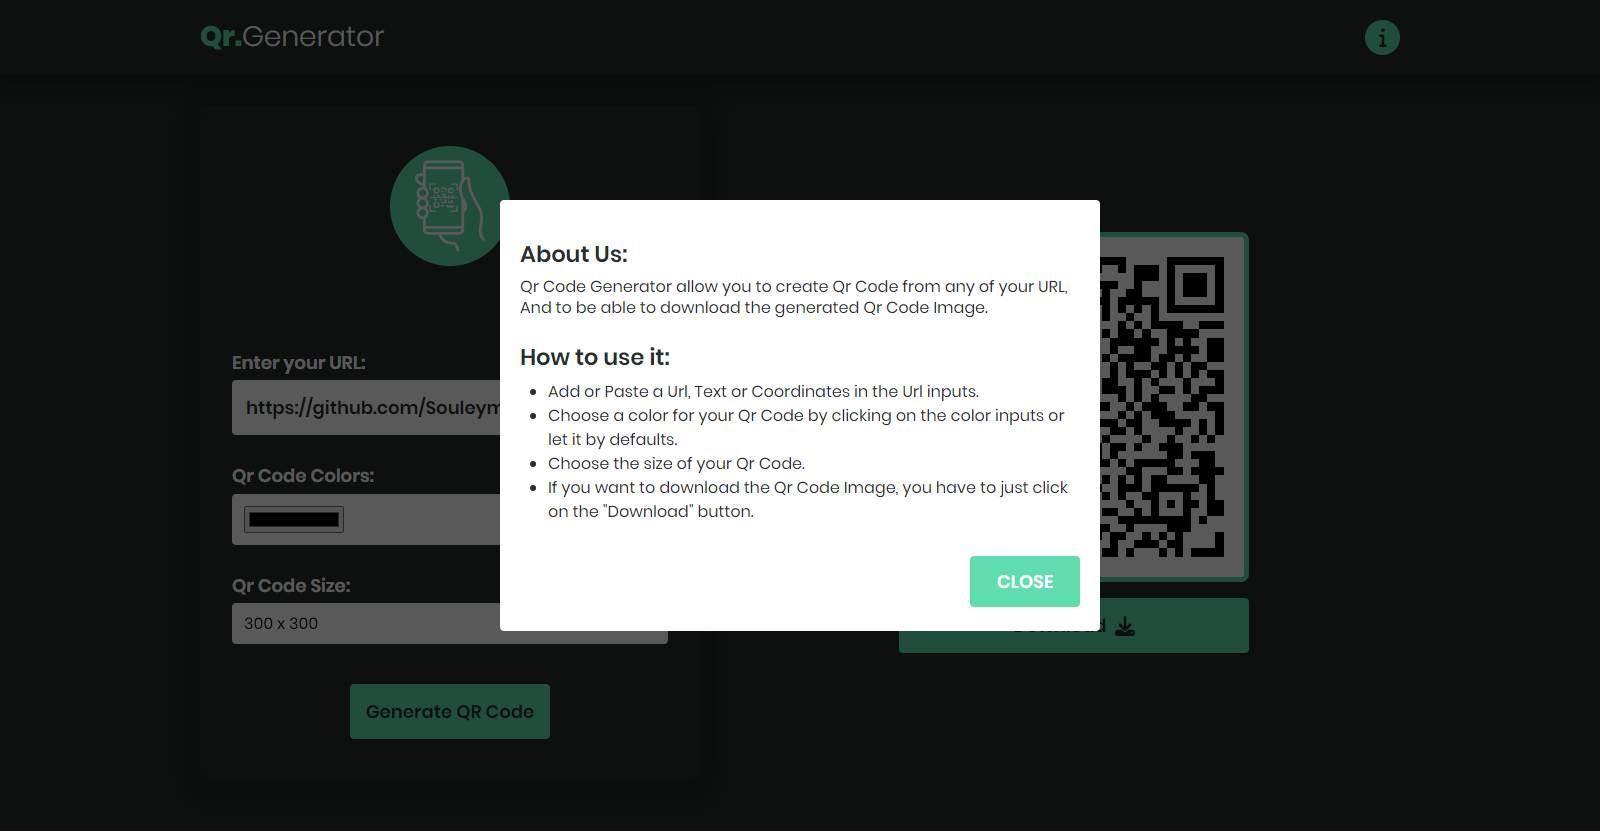 Qr.Generator
About Us:
Qr Code Generator allow you to create Qr Code from any of your URL,
And to be able to download the generated Qr Code Image.
How to use it:
Add or Paste a Url, Text or Coordinates in the Url inputs.
Choose a color for your Qr Code by clicking on the color inputs or
let it by defaults.
Choose the size of your Qr Code.
If you want to download the Qr Code Image, you have to just click
on the "Download" button.
CLOSE
Enter your URL:
https://github.com/Souleym
Qr Code Colors:
Qr Code Size:
300 x 300
Generate QR Code